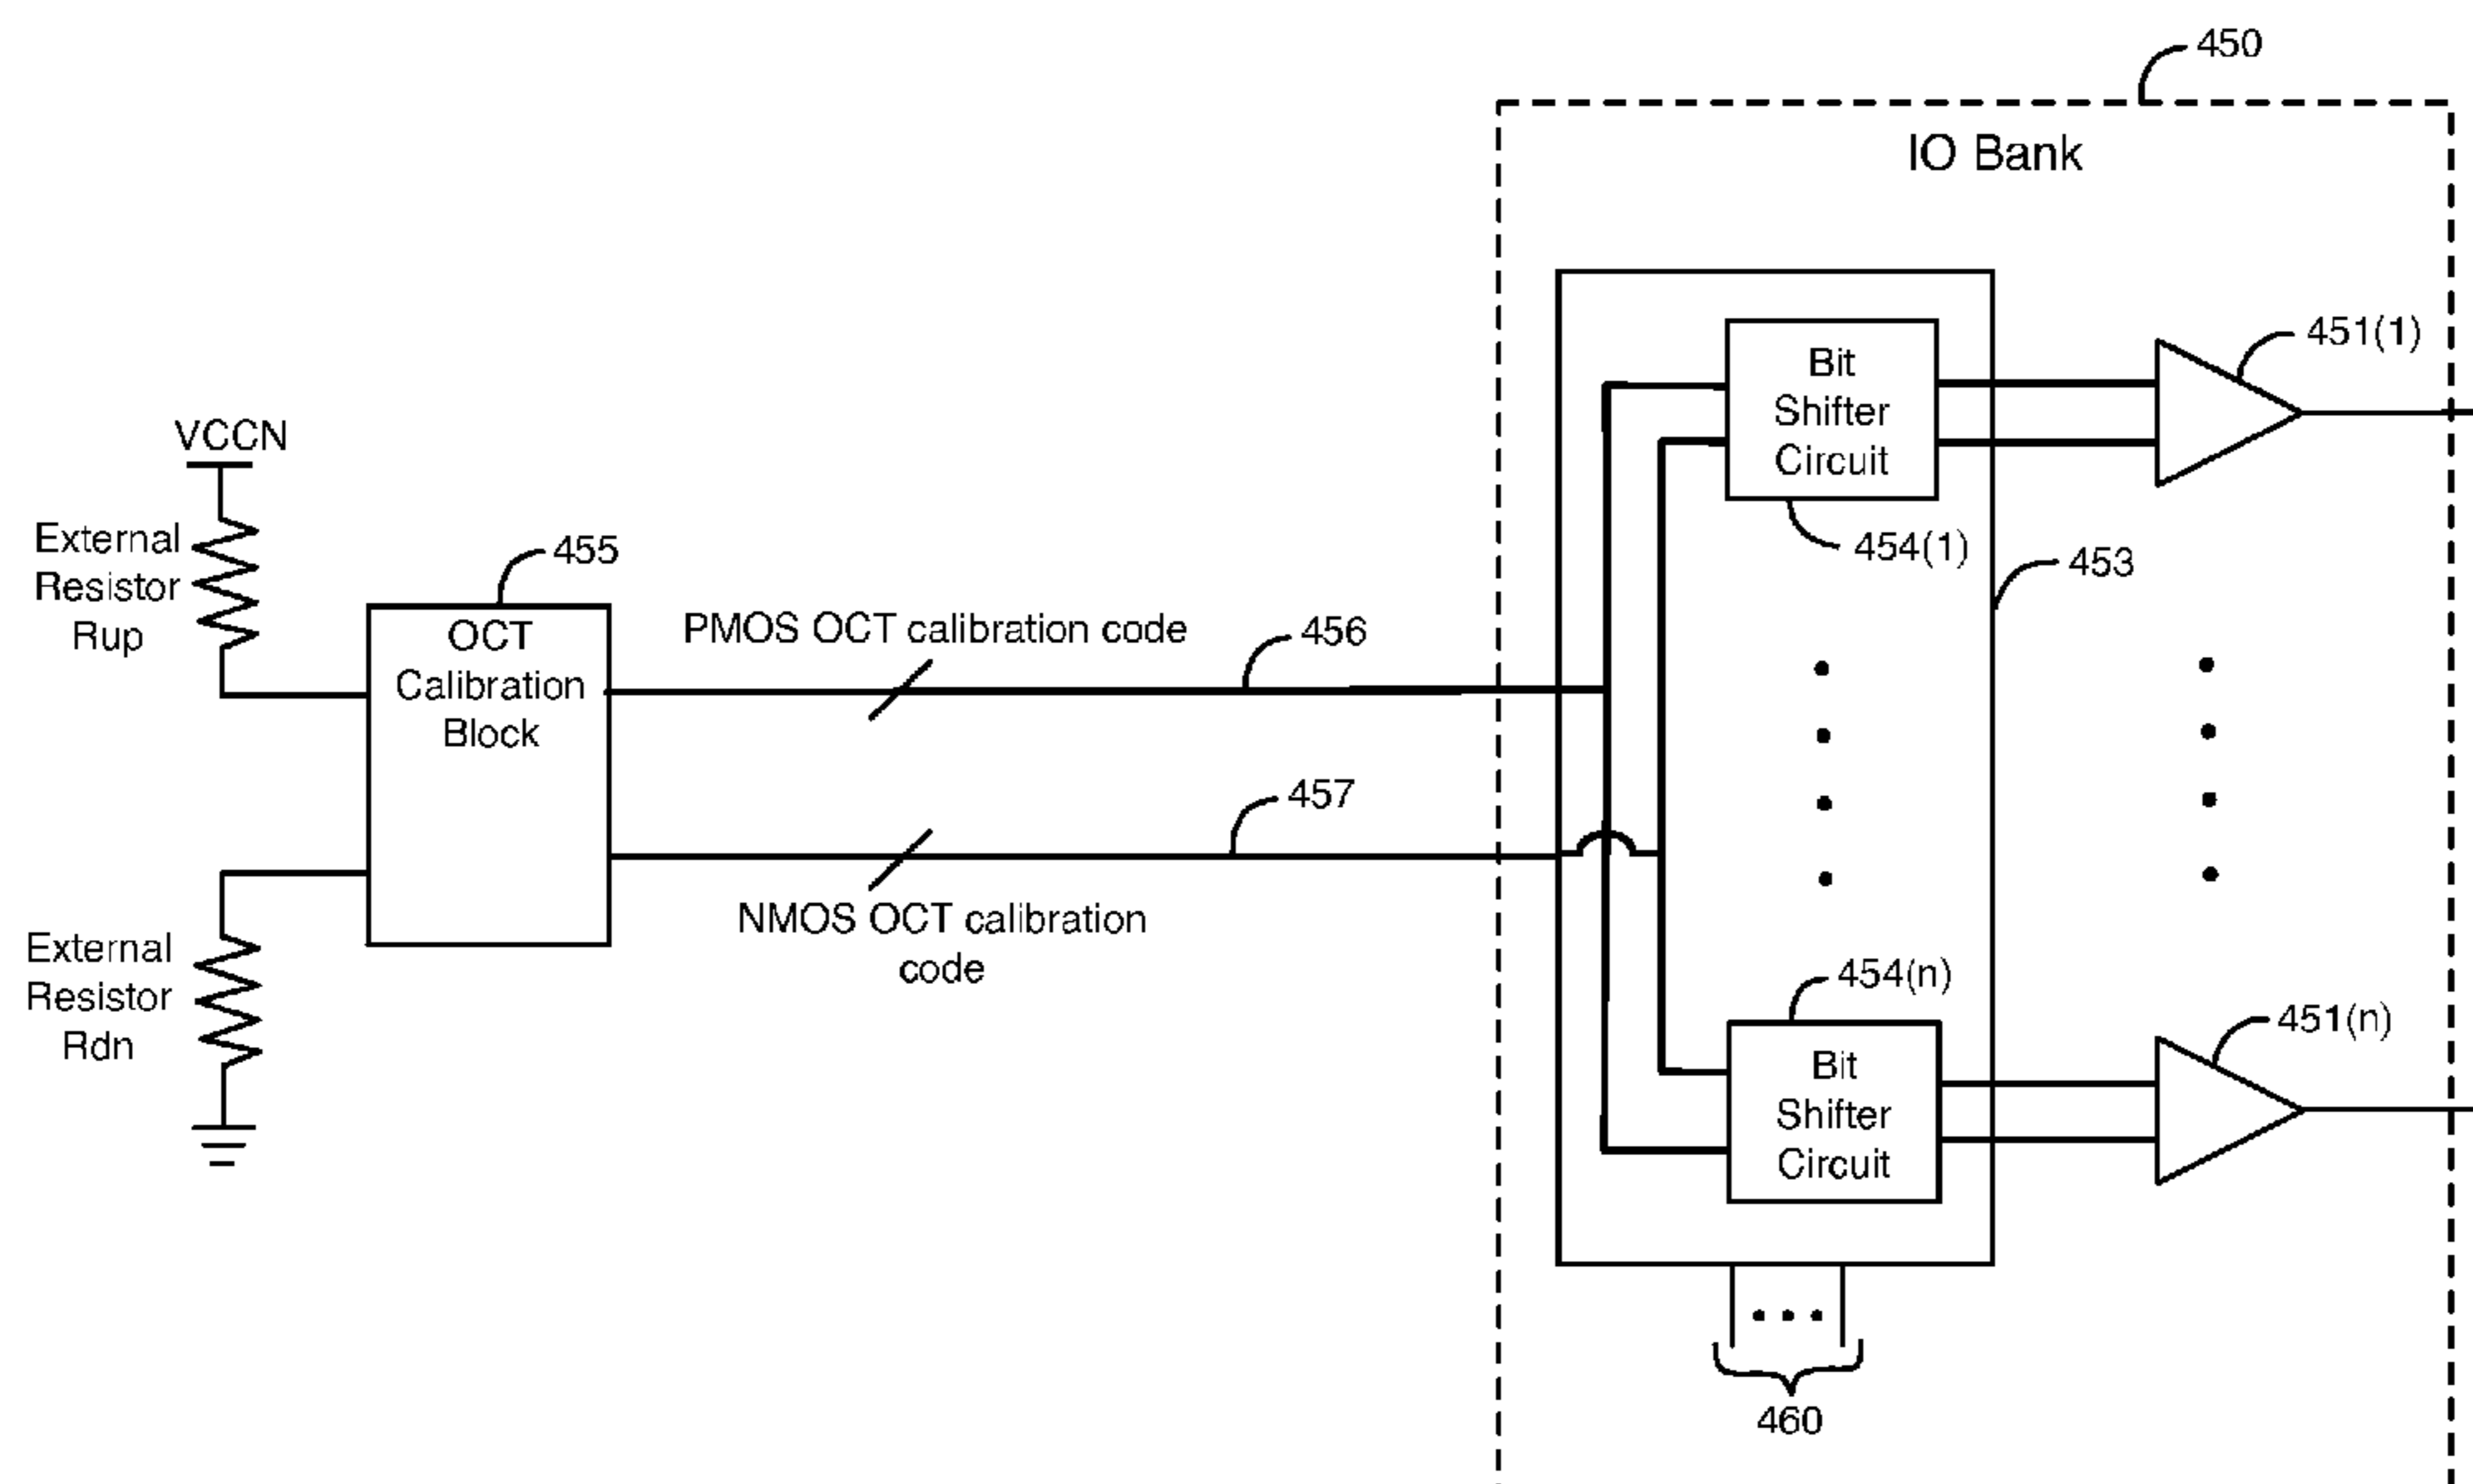 450
IO Bank
451(1)
Bit
Shifter
Circuit
454(1)
453
VCCN
External
Resistor
Rup
455
OCT
Calibration
Block
PMOS OCT calibration code
456
457
NMOS OCT calibration
code
External
Resistor
Rdn
454(n)
451(n)
Bit
Shifter
Circuit
460